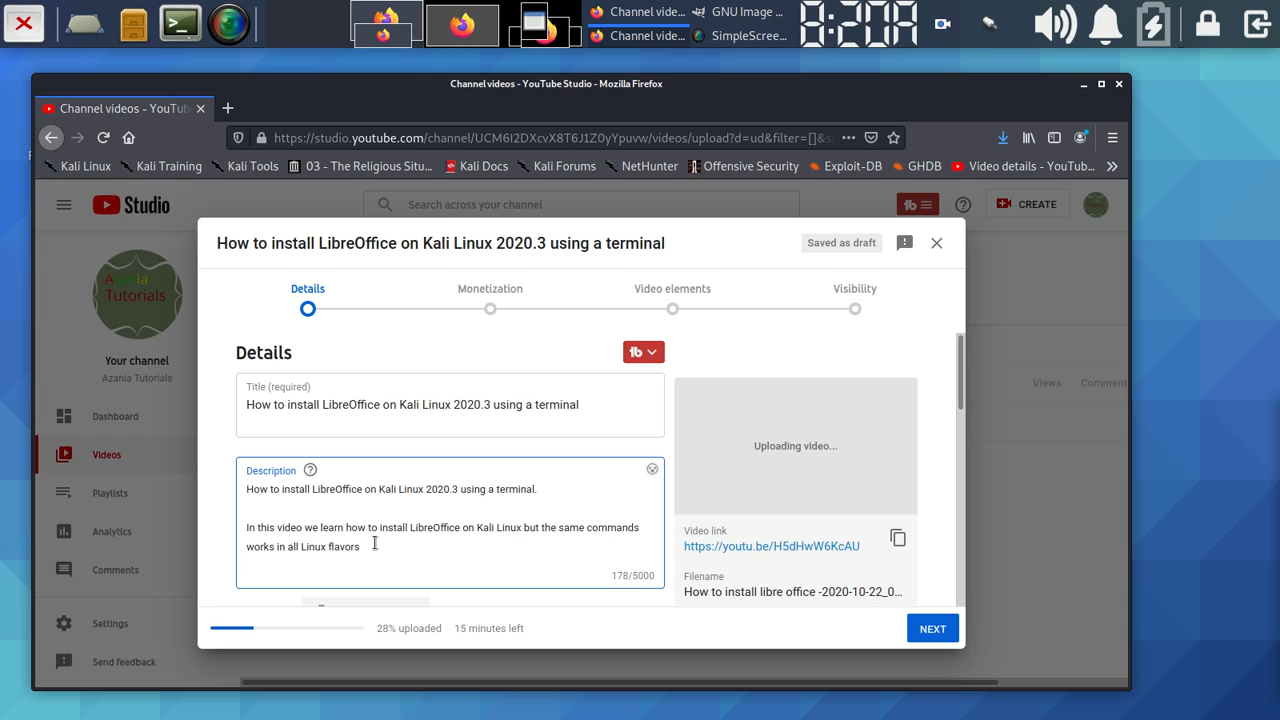 Channel vide...
GNU Image ...
Channel vide...
SimpleScree...
8:20A
Channel videos - YouTube Studio - Mozilla Firefox
Channel videos - YouTub
https://studio.youtube.com/channel/UCM6I2DXcvX8T6J1Z0yYpuvw/videos/upload?d=ud&filter=[]&s
Kali Linux
Kali Training
Kali Tools
03 - The Religious Situ...
Kali Docs
Kali Forums
NetHunter
Offensive Security
Exploit-DB
GHDB
Video details - YouTub...
Studio
Search across your channel
CREATE
Azania
Tutorials
Your channel
Azania Tutorials
Dashboard
Videos
Playlists
Analytics
Comments
Settings
Send feedback
Views
Comment
How to install LibreOffice on Kali Linux 2020.3 using a terminal
Saved as draft
Details
Monetization
Video elements
Visibility
Details
Title (required)
How to install LibreOffice on Kali Linux 2020.3 using a terminal
Description
How to install LibreOffice on Kali Linux 2020.3 using a terminal.
In this video we learn how to install LibreOffice on Kali Linux but the same commands
works in all Linux flavors
178/5000
Uploading video...
Video link
https://youtu.be/H5dHwW6KcAU
Filename
How to install libre office -2020-10-22_0...
28% uploaded
15 minutes left
NEXT